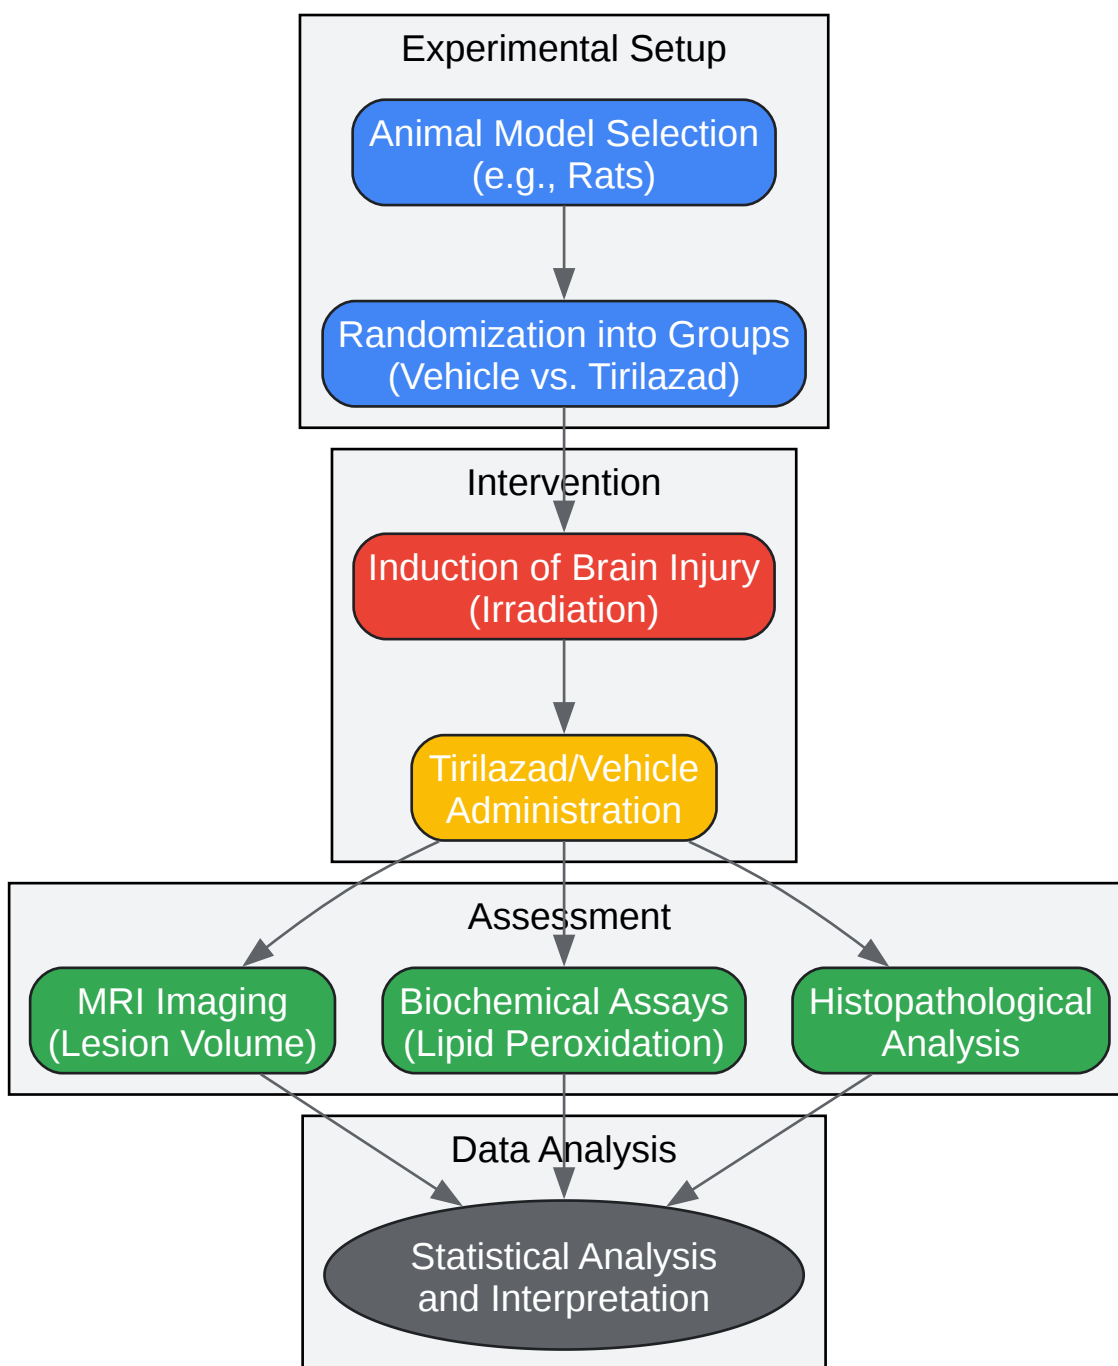 Experimental Setup
Animal Model Selection
(e.g., Rats)
Randomization into Groups
(Vehicle vs. Tirilazad)
Intervention
Induction of Brain Injury
(Irradiation)
Tirilazad/Vehicle
Administration
Assessment
MRI Imaging
(Lesion Volume)
Biochemical Assays
(Lipid Peroxidation)
Histopathological
Analysis
Data Analysis
Statistical Analysis
and Interpretation